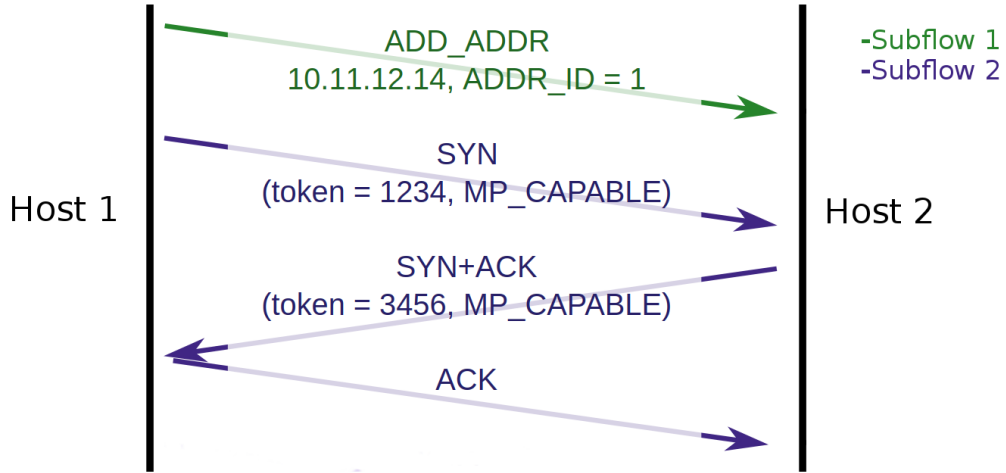 ADD_ADDR
10.11.12.14, ADDR_ID = 1
-Subflow 1
-Subflow 2
SYN
(token = 1234, MP_CAPABLE)
Host 1
Host 2
SYN+ACK
(token = 3456, MP_CAPABLE)
ACK